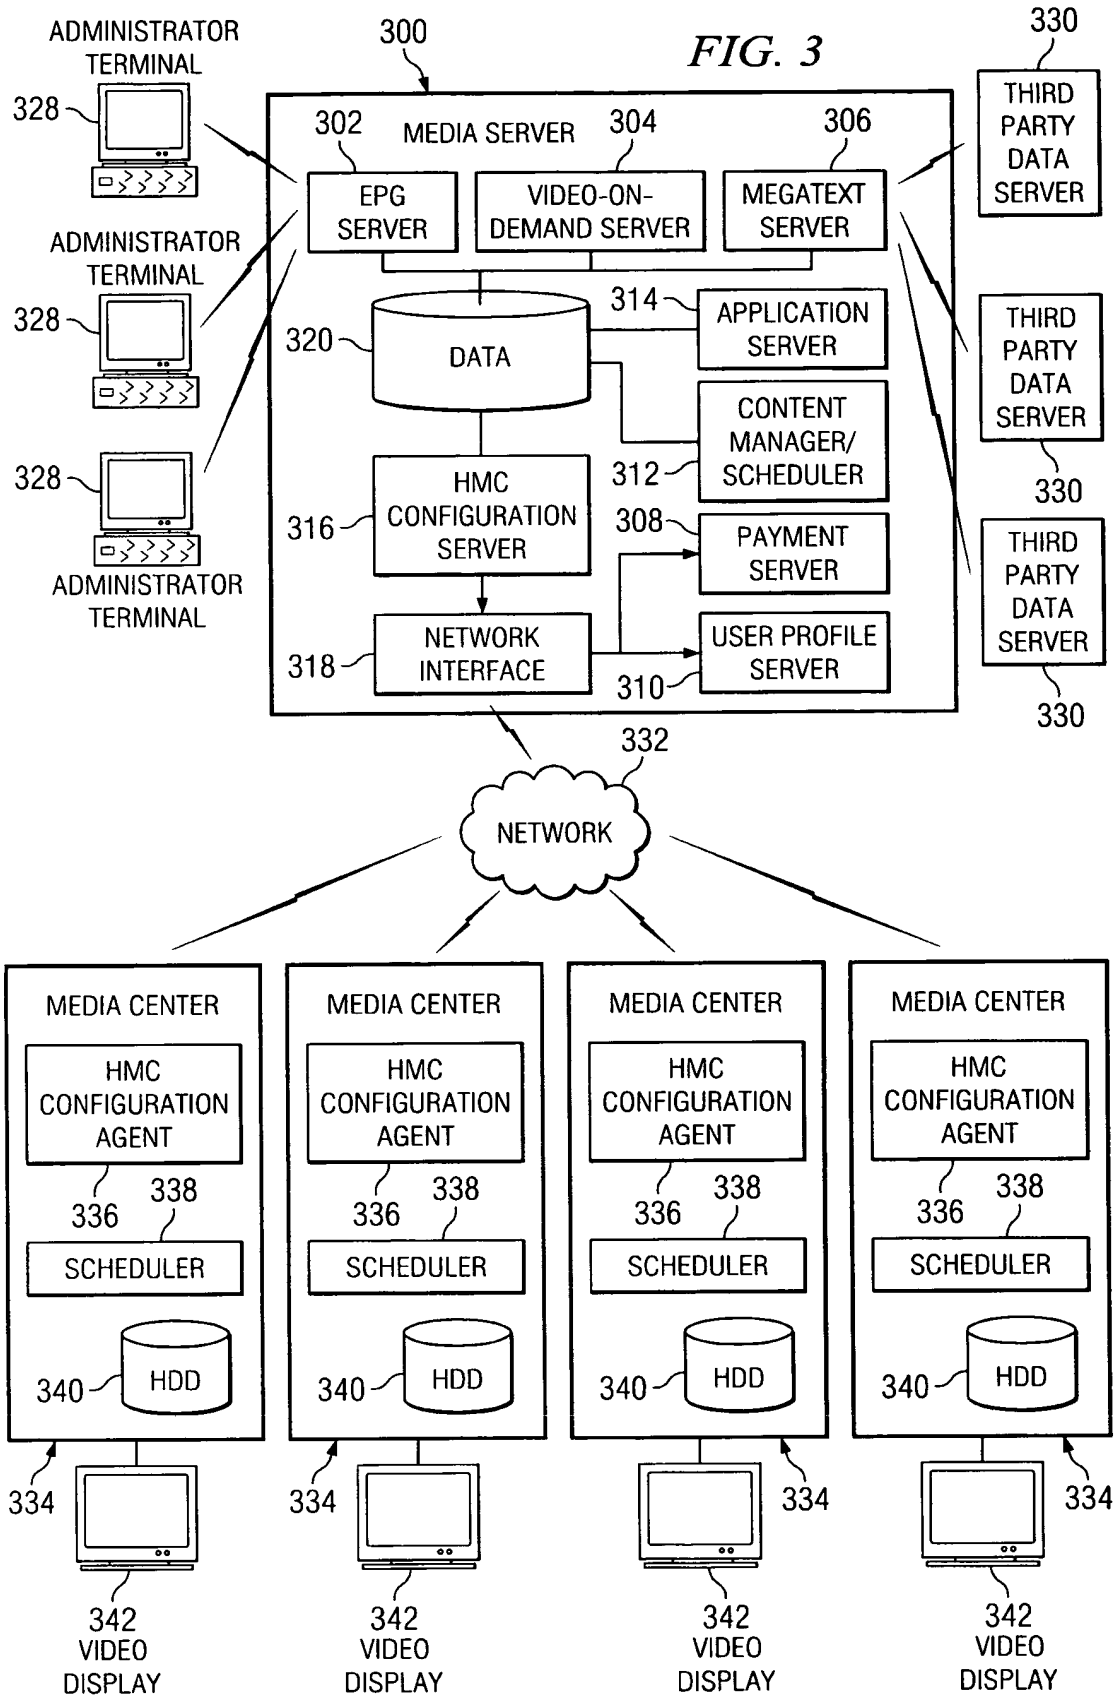 FIG. 3
ADMINISTRATOR
TERMINAL
328
ADMINISTRATOR
TERMINAL
328
328
ADMINISTRATOR
TERMINAL
300
MEDIA SERVER
302
EPG
SERVER
304
VIDEO-ON-
DEMAND SERVER
306
MEGATEXT
SERVER
320
DATA
314
APPLICATION
SERVER
CONTENT
MANAGER/
SCHEDULER
312
316
HMC
CONFIGURATION
SERVER
308
PAYMENT
SERVER
318
NETWORK
INTERFACE
USER PROFILE
SERVER
310
330
THIRD
PARTY
DATA
SERVER
THIRD
PARTY
DATA
SERVER
330
THIRD
PARTY
DATA
SERVER
330
332
NETWORK
MEDIA CENTER
HMC
CONFIGURATION
AGENT
336
338
SCHEDULER
340
HDD
334
342
VIDEO
DISPLAY
MEDIA CENTER
HMC
CONFIGURATION
AGENT
336
338
SCHEDULER
340
HDD
334
342
VIDEO
DISPLAY
MEDIA CENTER
HMC
CONFIGURATION
AGENT
336
338
SCHEDULER
340
HDD
334
342
VIDEO
DISPLAY
MEDIA CENTER
HMC
CONFIGURATION
AGENT
336
338
SCHEDULER
340
HDD
334
342
VIDEO
DISPLAY